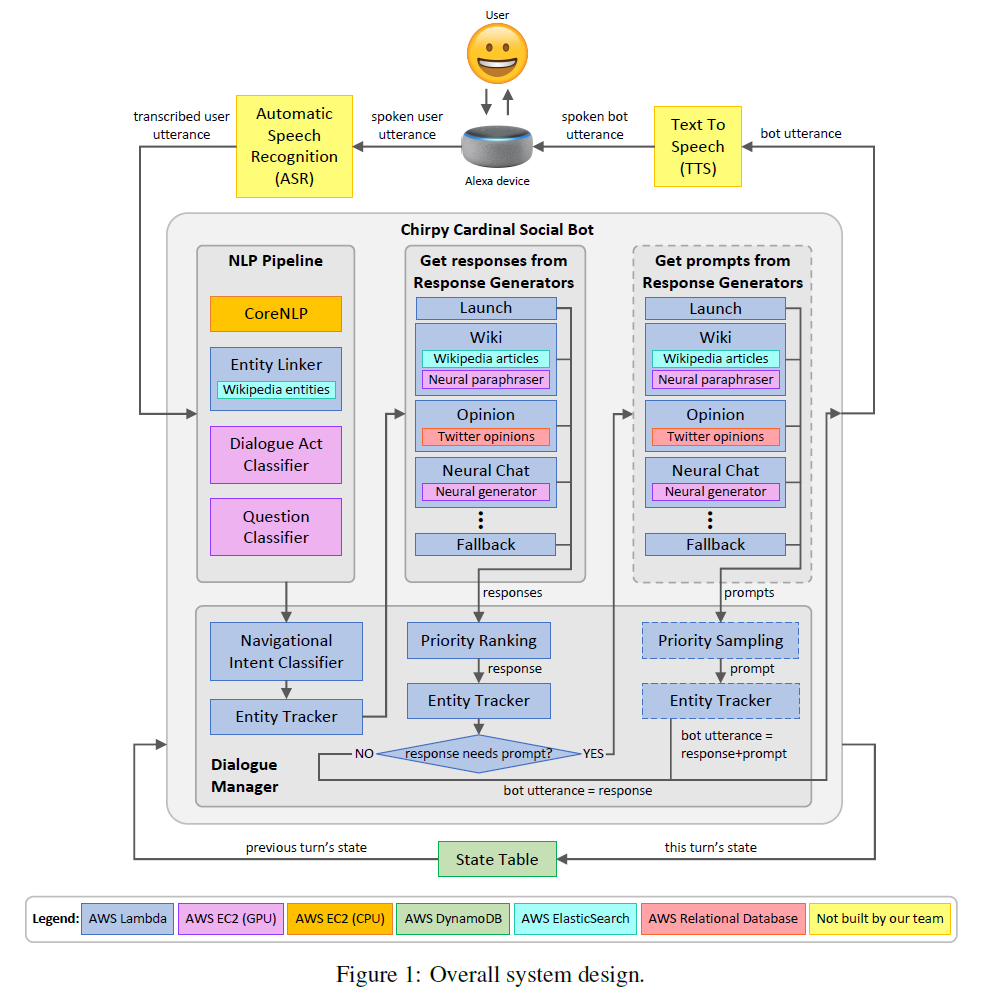 User
transcribed user
utterance
Automatic
Speech
Recognition
(ASR)
spoken user
utterance
Alexa device
spoken bot
utterance
Text To
Speech
(TTS)
bot utterance
Chirpy Cardinal Social Bot
NLP Pipeline
CoreNLP
Entity Linker
Wikipedia entities
Dialogue Act
Classifier
Question
Classifier
Get responses from
Response Generators
Launch
Wiki
Wikipedia articles
Neural paraphraser
Opinion
Twitter opinions
Neural Chat
Neural generator
Fallback
responses
Get prompts from
Response Generators
Launch
Wiki
Wikipedia articles
Neural paraphraser
Opinion
Twitter opinions
Neural Chat
Neural generator
Fallback
prompts
Navigational
Intent Classifier
Entity Tracker
Priority Ranking
response
Entity Tracker
NO
response needs prompt?
YES
Priority Sampling
prompt
Entity Tracker
bot utterance =
response+prompt
Dialogue
Manager
bot utterance = response
previous turn's state
State Table
this turn's state
Legend:
AWS Lambda
AWS EC2 (GPU)
AWS EC2 (CPU)
AWS DynamoDB
AWS ElasticSearch
AWS Relational Database
Not built by our team
Figure 1: Overall system design.